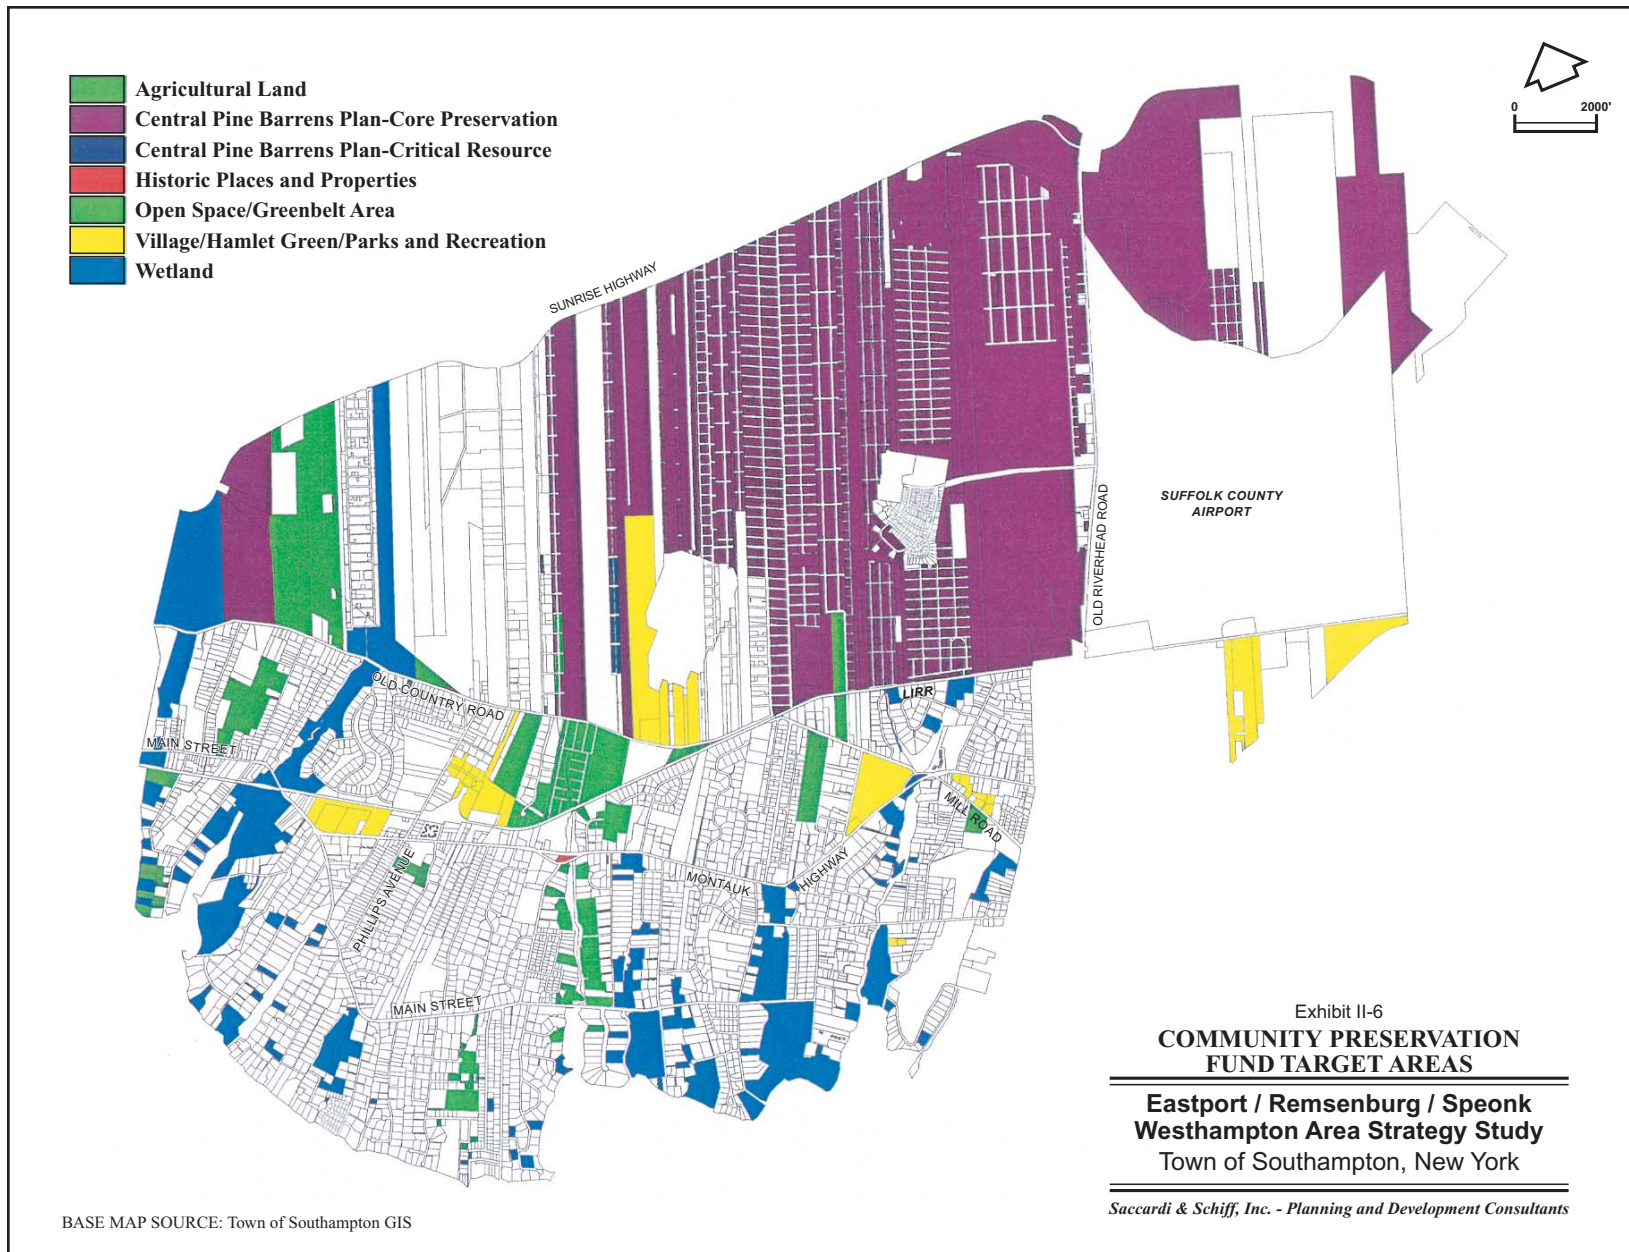 Agricultural Land
Central Pine Barrens Plan-Core Preservation
Central Pine Barrens Plan-Critical Resource
Historic Places and Properties
Open Space/Greenbelt Area
Village/Hamlet Green/Parks and Recreation
Wetland
0 2000'
SUNRISE HIGHWAY
SUFFOLK COUNTY
AIRPORT
OLD RIVERHEAD ROAD
OLD COUNTRY ROAD
LIRR
MAIN STREET
MILL ROAD
PHILLIPS AVENUE
MONTAUK
HIGHWAY
MAIN STREET
Exhibit II-6
COMMUNITY PRESERVATION
FUND TARGET AREAS
Eastport / Remsenburg / Speonk
Westhampton Area Strategy Study
Town of Southampton, New York
Saccardi & Schiff, Inc. - Planning and Development Consultants
BASE MAP SOURCE: Town of Southampton GIS